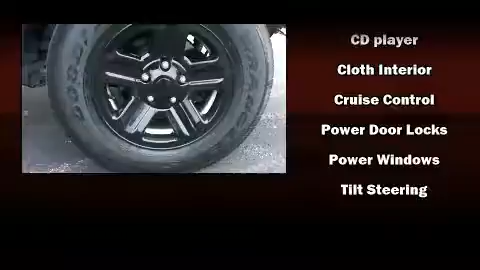 CD player
Cloth Interior
Cruise Control
Power Door Locks
Power Windows
Tilt Steering